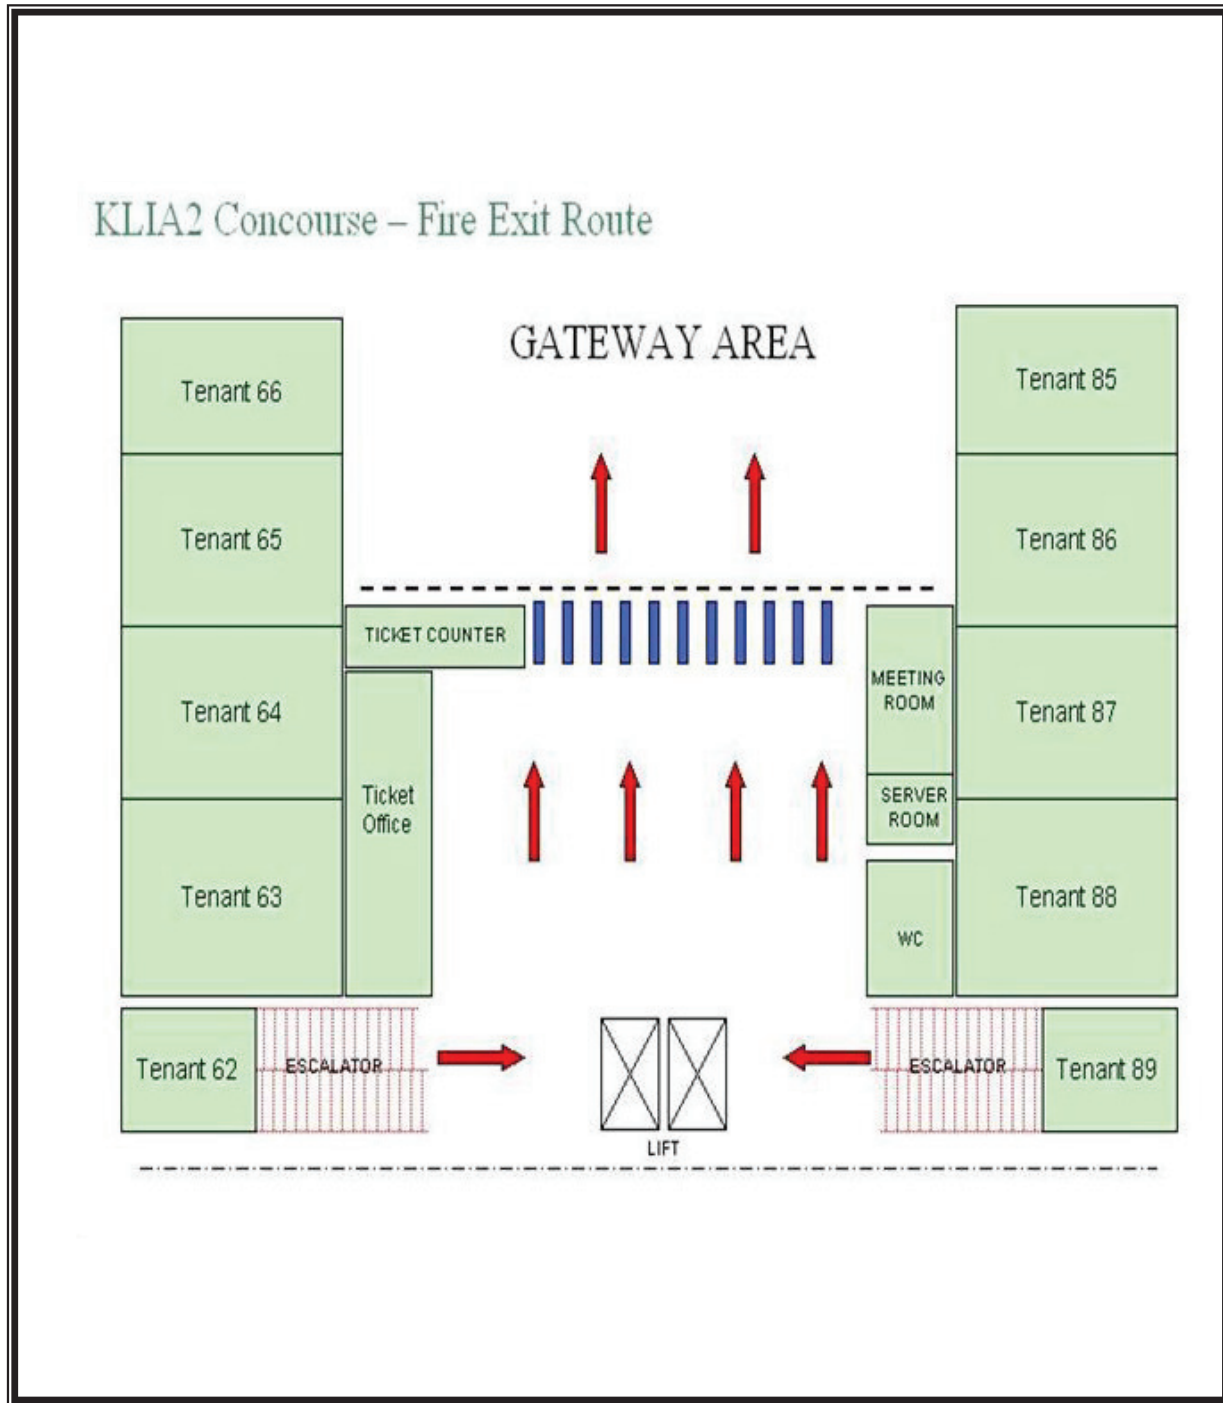 KLIA2 Concourse – Fire Exit Route
GATEWAY AREA
Tenant 66
Tenant 85
Tenant 65
Tenant 86
TICKET COUNTER
Tenant 64
MEETING
ROOM
Tenant 87
Ticket
Office
SERVER
ROOM
Tenant 63
WC
Tenant 88
Tenant 62
ESCALATOR
ESCALATOR
Tenant 89
LIFT